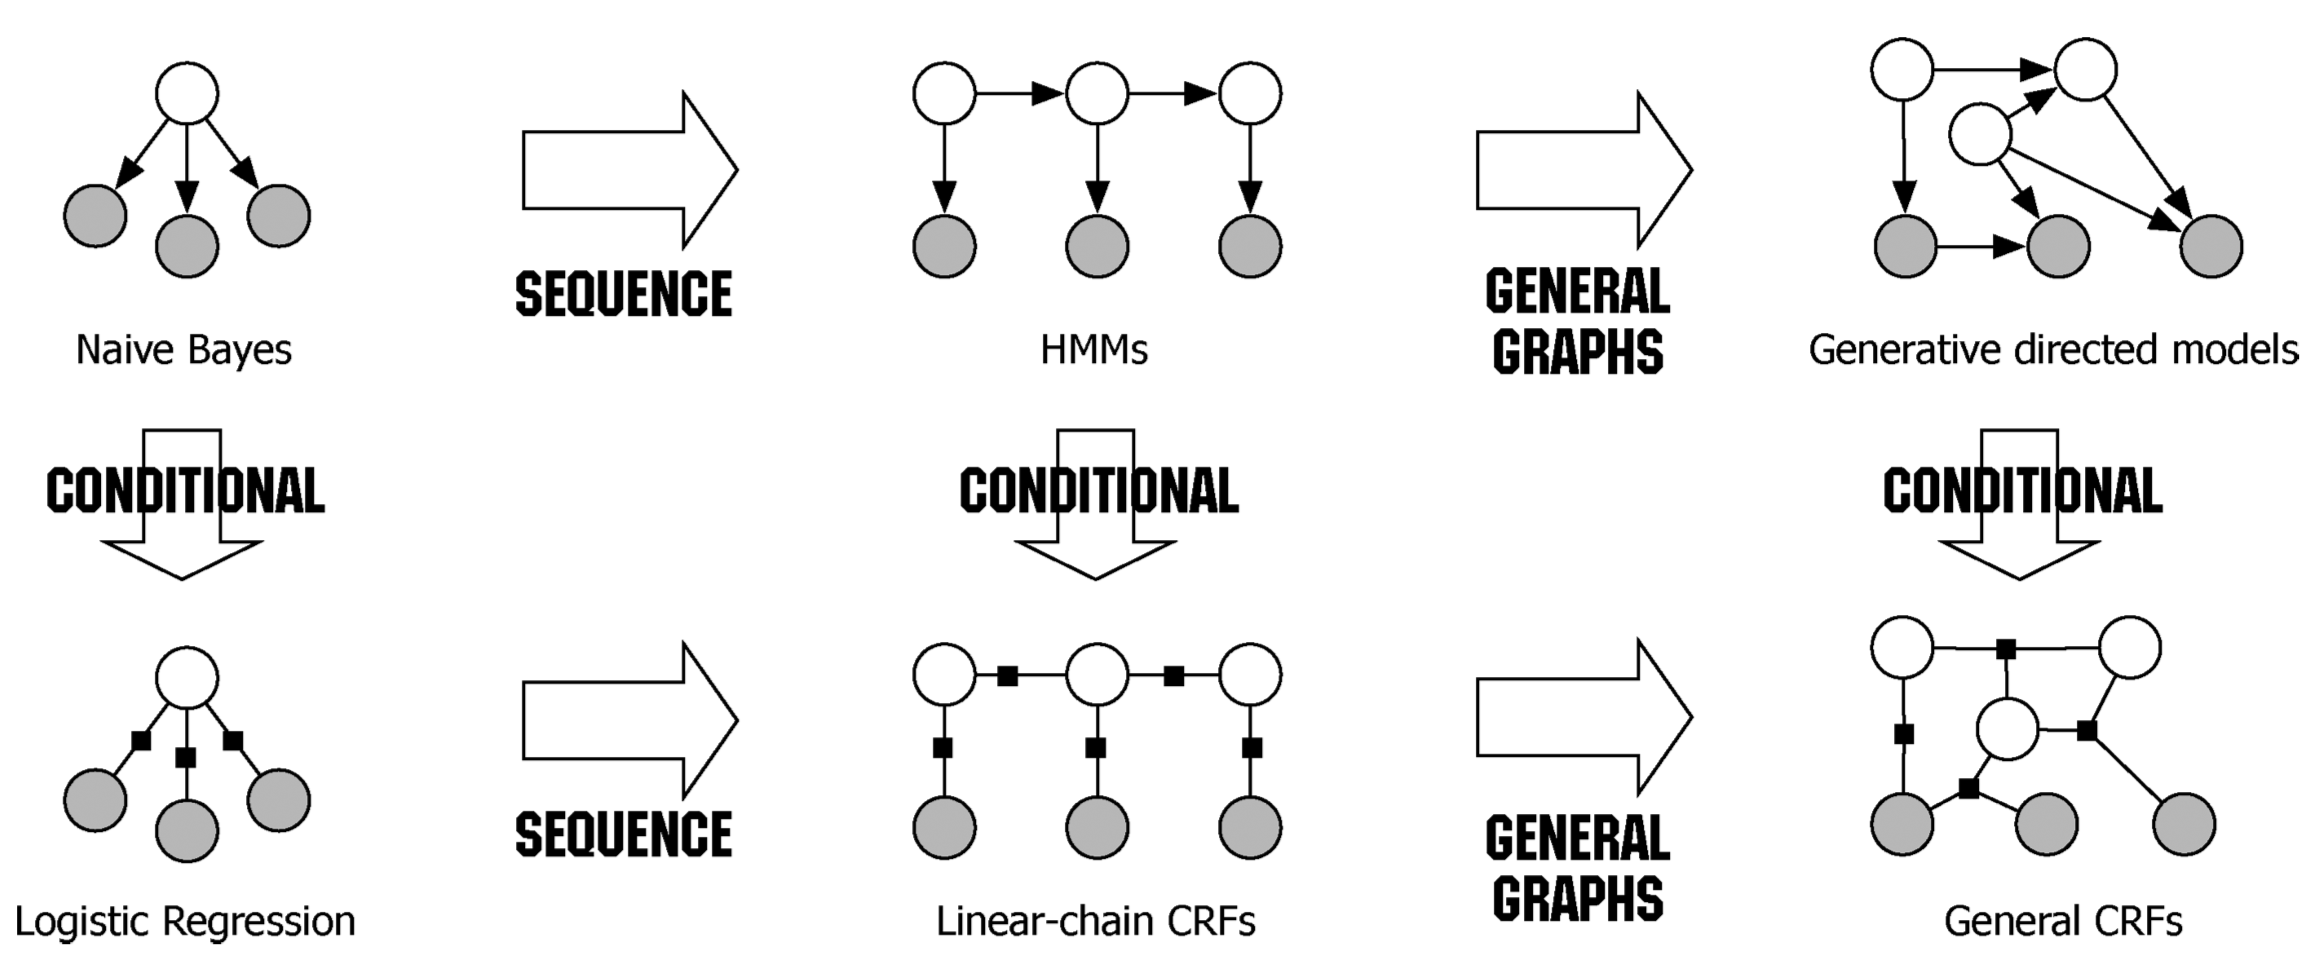 SEQUENCE
GENERAL
GRAPHS
Naive Bayes
HMMs
Generative directed models
CONDITIONAL
CONDITIONAL
CONDITIONAL
SEQUENCE
GENERAL
GRAPHS
Logistic Regression
Linear-chain CRFs
General CRFs